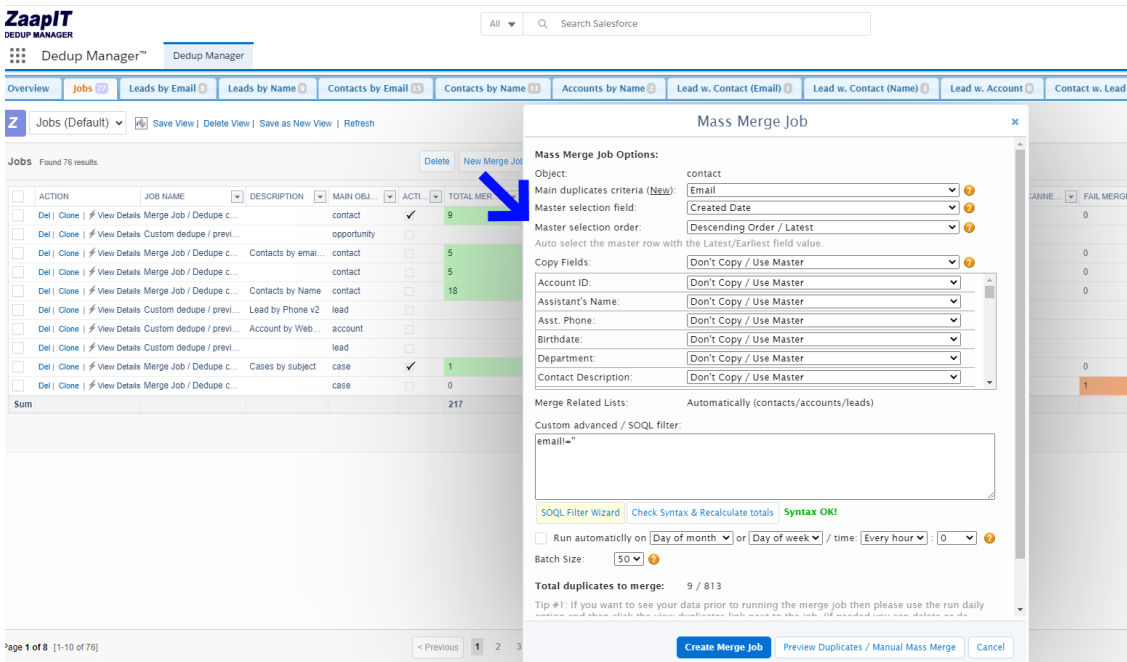 ZaapIT
DEDUP MANAGER
All Search Salesforce
Dedup Manager™ Dedup Manager
Overview Jobs 77 Leads by Email Leads by Name Contacts by Email Contacts by Name Accounts by Name Lead w. Contact (Email) Lead w. Contact (Name) Lead w. Account Contact w. Lead
Z Jobs (Default) Save View | Delete View | Save as New View | Refresh
Jobs Found 76 results. Delete New Merge Job
ACTION JOB NAME DESCRIPTION MAIN OBJ... ACTI... TOTAL MER... FAIL MERGE
Del | Clone | View Details Merge Job / Dedupe c... contact 9 0
Del | Clone | View Details Custom dedupe / previ... opportunity
Del | Clone | View Details Merge Job / Dedupe c... Contacts by emai... contact 5 0
Del | Clone | View Details Merge Job / Dedupe c... contact 5 0
Del | Clone | View Details Merge Job / Dedupe c... Contacts by Name contact 18 0
Del | Clone | View Details Custom dedupe / previ... Lead by Phone v2 lead
Del | Clone | View Details Custom dedupe / previ... Account by Web... account
Del | Clone | View Details Custom dedupe / previ... lead
Del | Clone | View Details Merge Job / Dedupe c... Cases by subject case 1 0
Del | Clone | View Details Merge Job / Dedupe c... case 0 1
Sum 217
Page 1 of 8 [1-10 of 76] < Previous 1 2 3
Mass Merge Job ×
Mass Merge Job Options:
Object: contact
Main duplicates criteria (New): Email ?
Master selection field: Created Date ?
Master selection order: Descending Order / Latest ?
Auto select the master row with the Latest/Earliest field value.
Copy Fields: Don't Copy / Use Master ?
Account ID: Don't Copy / Use Master
Assistant's Name: Don't Copy / Use Master
Asst. Phone: Don't Copy / Use Master
Birthdate: Don't Copy / Use Master
Department: Don't Copy / Use Master
Contact Description: Don't Copy / Use Master
Merge Related Lists: Automatically (contacts/accounts/leads)
Custom advanced / SOQL filter:
email!=''
SOQL Filter Wizard Check Syntax & Recalculate totals Syntax OK!
Run automaticlly on Day of month or Day of week / time: Every hour : 0 ?
Batch Size: 50 ?
Total duplicates to merge: 9 / 813
Tip #1: If you want to see your data prior to running the merge job then please use the run daily
Create Merge Job Preview Duplicates / Manual Mass Merge Cancel